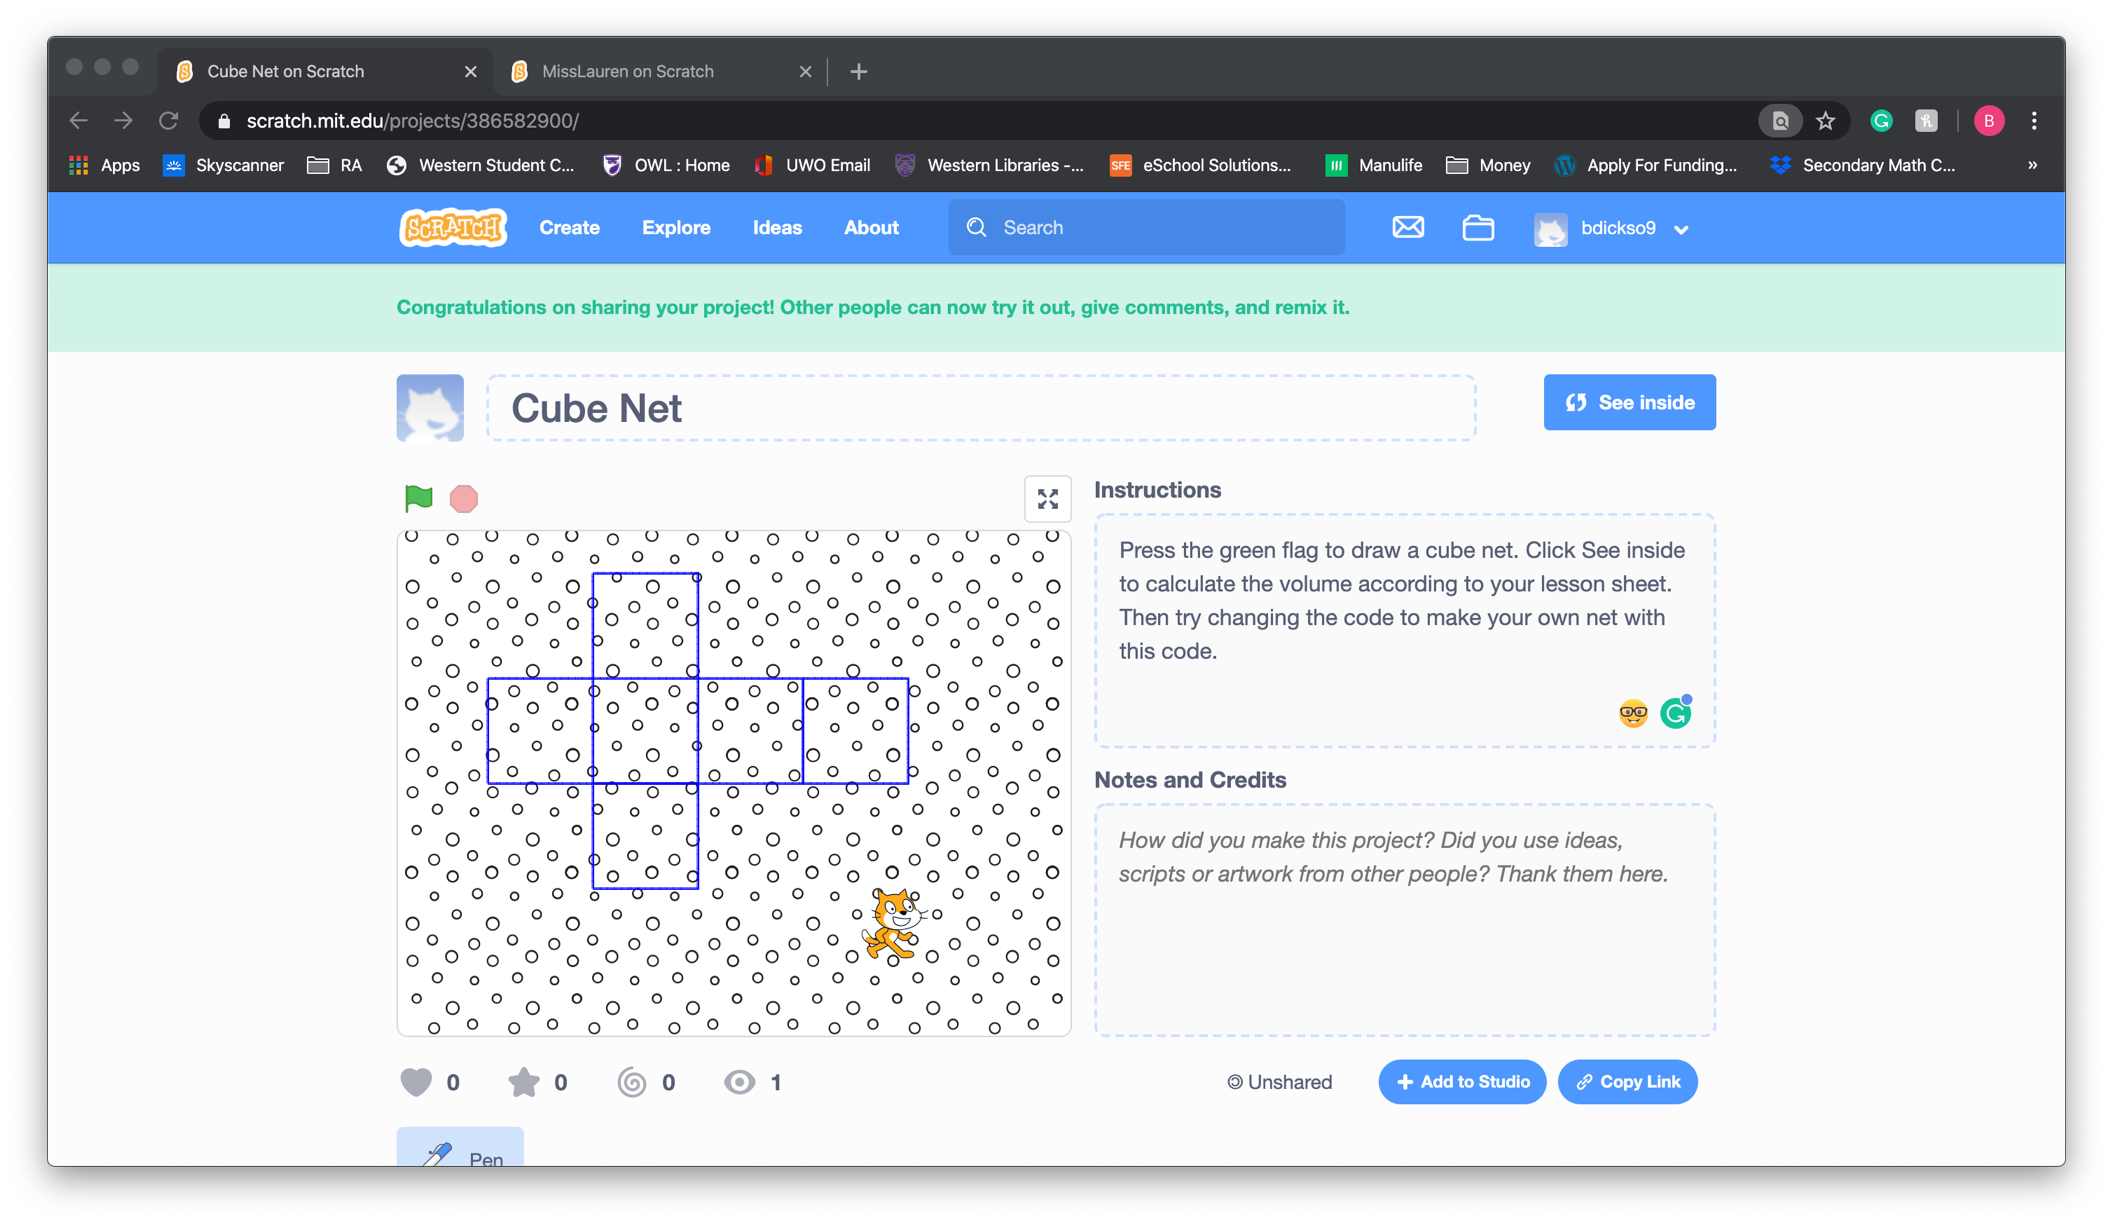 Cube Net on Scratch
MissLauren on Scratch
scratch.mit.edu/projects/386582900/
B
Apps
Skyscanner
RA
Western Student C...
OWL : Home
UWO Email
Western Libraries -...
SFE
eSchool Solutions...
Manulife
Money
Apply For Funding...
Secondary Math C...
»
SCRATCH
Create
Explore
Ideas
About
Search
bdickso9
Congratulations on sharing your project! Other people can now try it out, give comments, and remix it.
Cube Net
See inside
Instructions
Press the green flag to draw a cube net. Click See inside
to calculate the volume according to your lesson sheet.
Then try changing the code to make your own net with
this code.
Notes and Credits
How did you make this project? Did you use ideas,
scripts or artwork from other people? Thank them here.
0
0
0
1
Unshared
Add to Studio
Copy Link
Pen